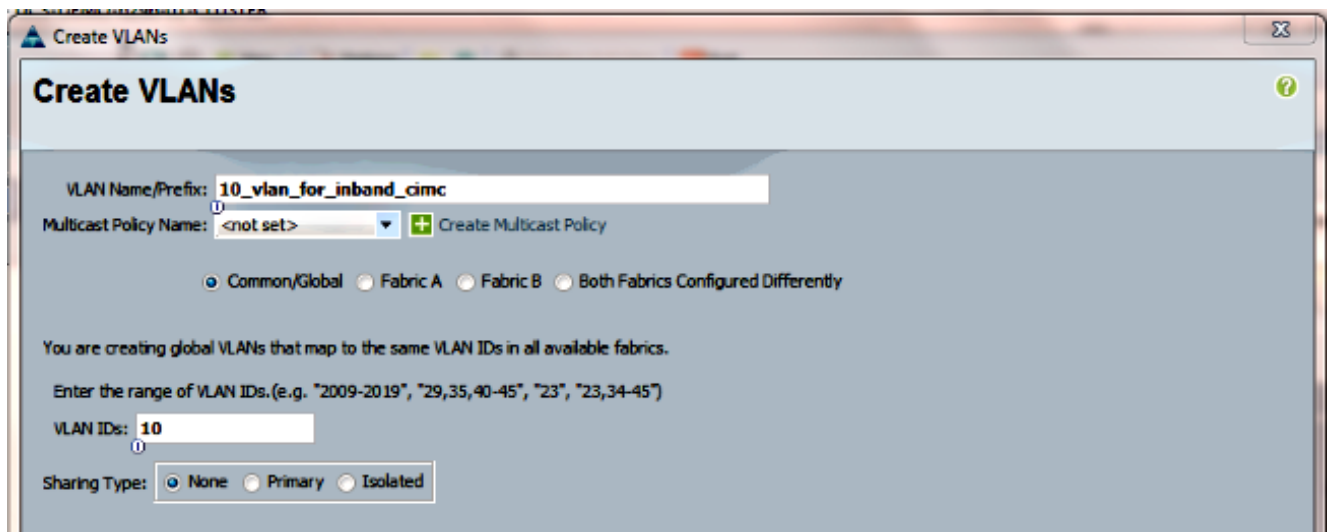 Create VLANs
Create VLANs
VLAN Name/Prefix: 10_vlan_for_inband_cimc
Multicast Policy Name: <not set> Create Multicast Policy
Common/Global Fabric A Fabric B Both Fabrics Configured Differently
You are creating global VLANs that map to the same VLAN IDs in all available fabrics.
Enter the range of VLAN IDs.(e.g. "2009-2019", "29,35,40-45", "23", "23,34-45")
VLAN IDs: 10
Sharing Type: None Primary Isolated